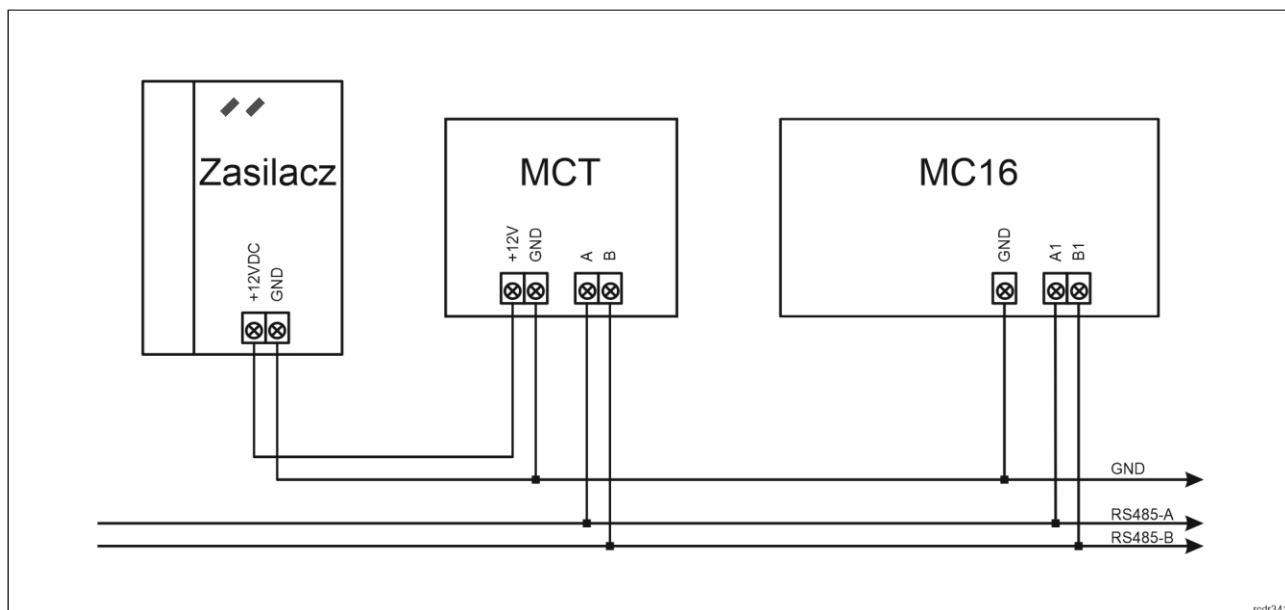 Zasilacz
+12VDC
GND
MCT
+12V
GND
A
B
MC16
GND
A1
B1
GND
RS485-A
RS485-B